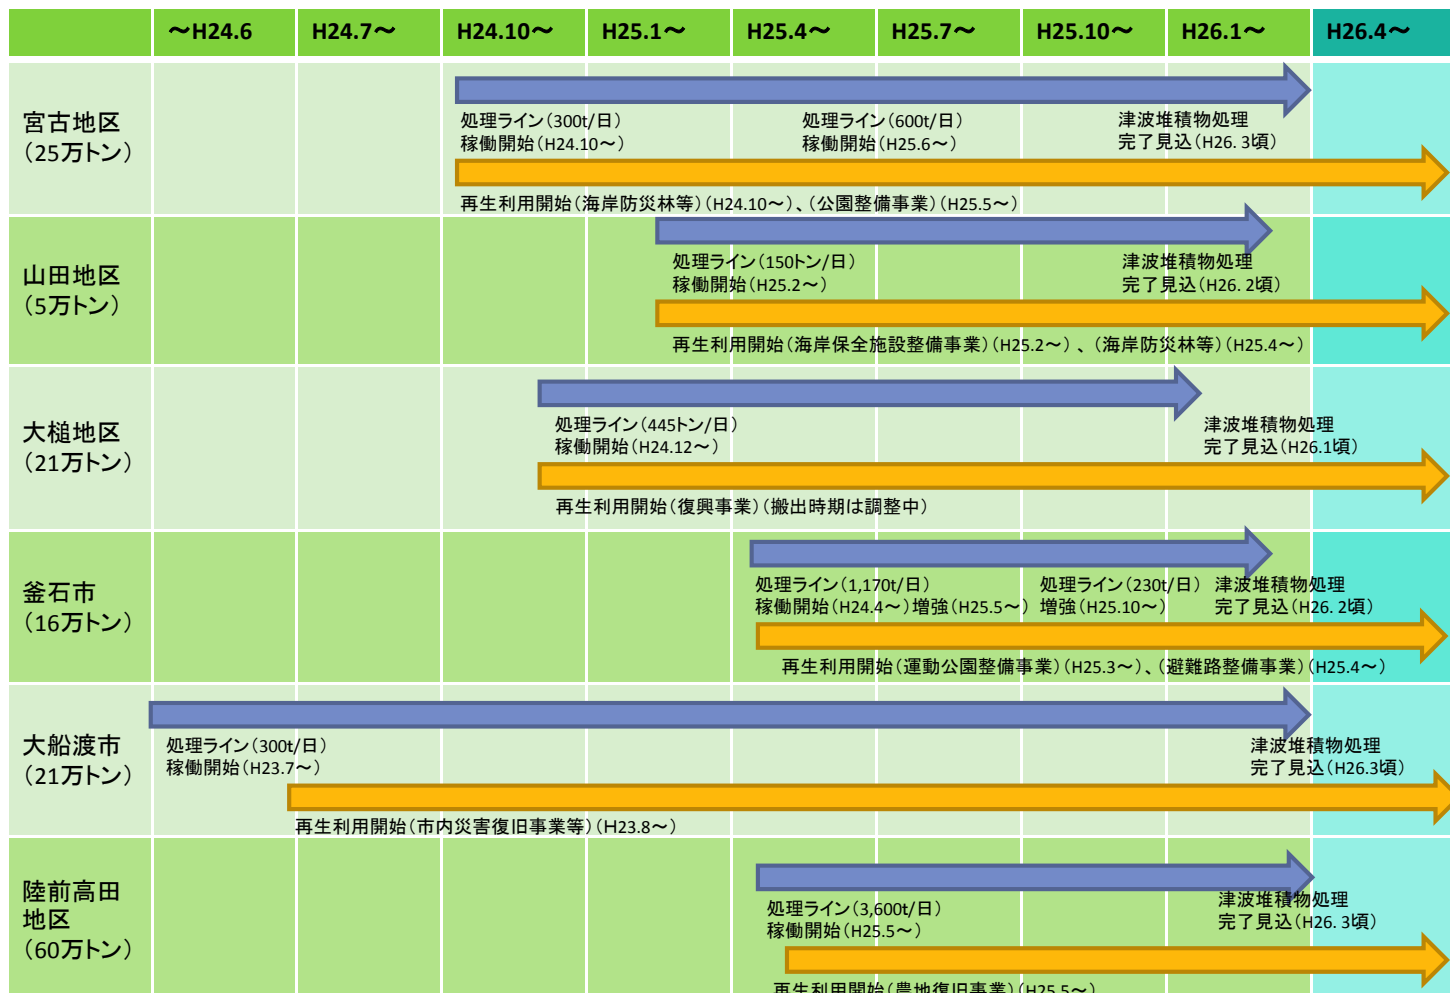 ～H24.6 H24.7～ H24.10～ H25.1～ H25.4～ H25.7～ H25.10～ H26.1～ H26.4～
宮古地区
（25万トン）
処理ライン（300t/日）
稼働開始（H24.10～）
処理ライン（600t/日）
稼働開始（H25.6～）
津波堆積物処理
完了見込（H26. 3頃）
再生利用開始（海岸防災林等）（H24.10～）、（公園整備事業）（H25.5～）
山田地区
（5万トン）
処理ライン（150トン/日）
稼働開始（H25.2～）
津波堆積物処理
完了見込（H26. 2頃）
再生利用開始（海岸保全施設整備事業）（H25.2～）、（海岸防災林等）（H25.4～）
大槌地区
（21万トン）
処理ライン（445トン/日）
稼働開始（H24.12～）
津波堆積物処理
完了見込（H26.1頃）
再生利用開始（復興事業）（搬出時期は調整中）
釜石市
（16万トン）
処理ライン（1,170t/日）
稼働開始（H24.4～）増強（H25.5～）
処理ライン（230t/日）
増強（H25.10～）
津波堆積物処理
完了見込（H26. 2頃）
再生利用開始（運動公園整備事業）（H25.3～）、（避難路整備事業）（H25.4～）
大船渡市
（21万トン）
処理ライン（300t/日）
稼働開始（H23.7～）
津波堆積物処理
完了見込（H26.3頃）
再生利用開始（市内災害復旧事業等）（H23.8～）
陸前高田
地区
（60万トン）
処理ライン（3,600t/日）
稼働開始（H25.5～）
津波堆積物処理
完了見込（H26. 3頃）
再生利用開始（農地復旧事業）（H25.5～）